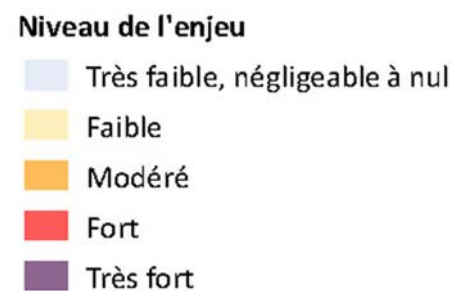 Niveau de l'enjeu
Très faible, négligeable à nul
Faible
Modéré
Fort
Très fort